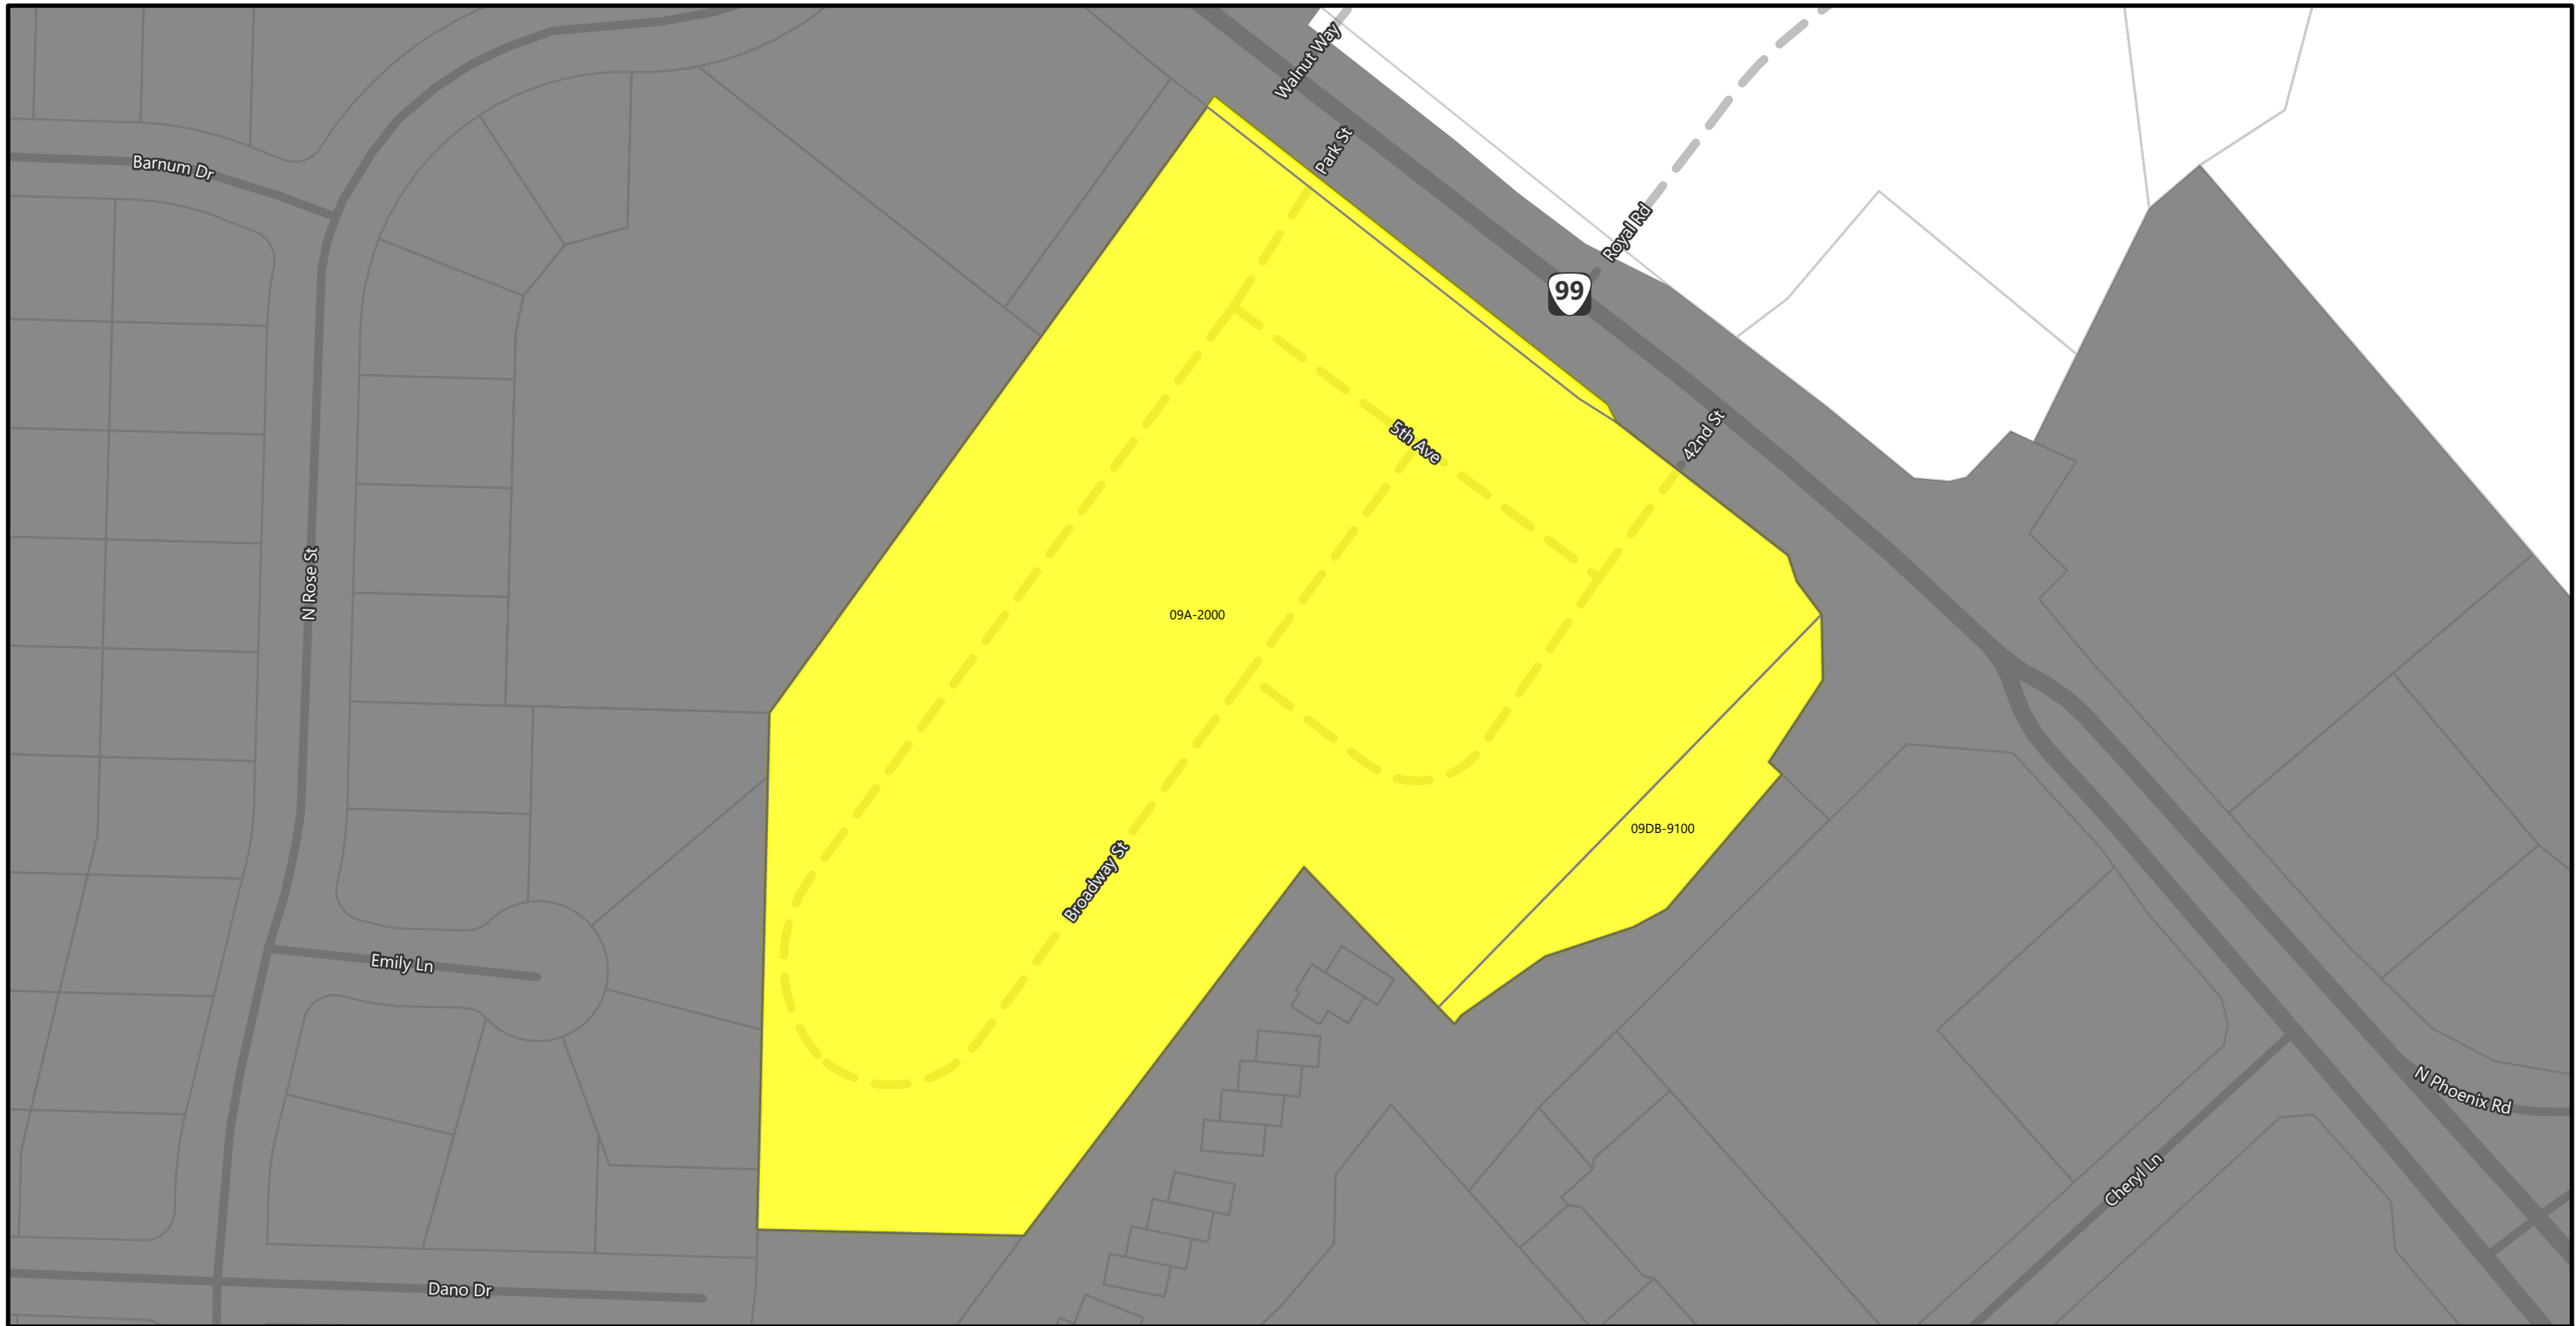 Walnut Way
Park St
Barnum Dr
Royal Rd
99
42nd St
5th Ave
N Rose St
09A-2000
09DB-9100
Broadway St
Emily Ln
N Phoenix Rd
Cheryl Ln
Dano Dr